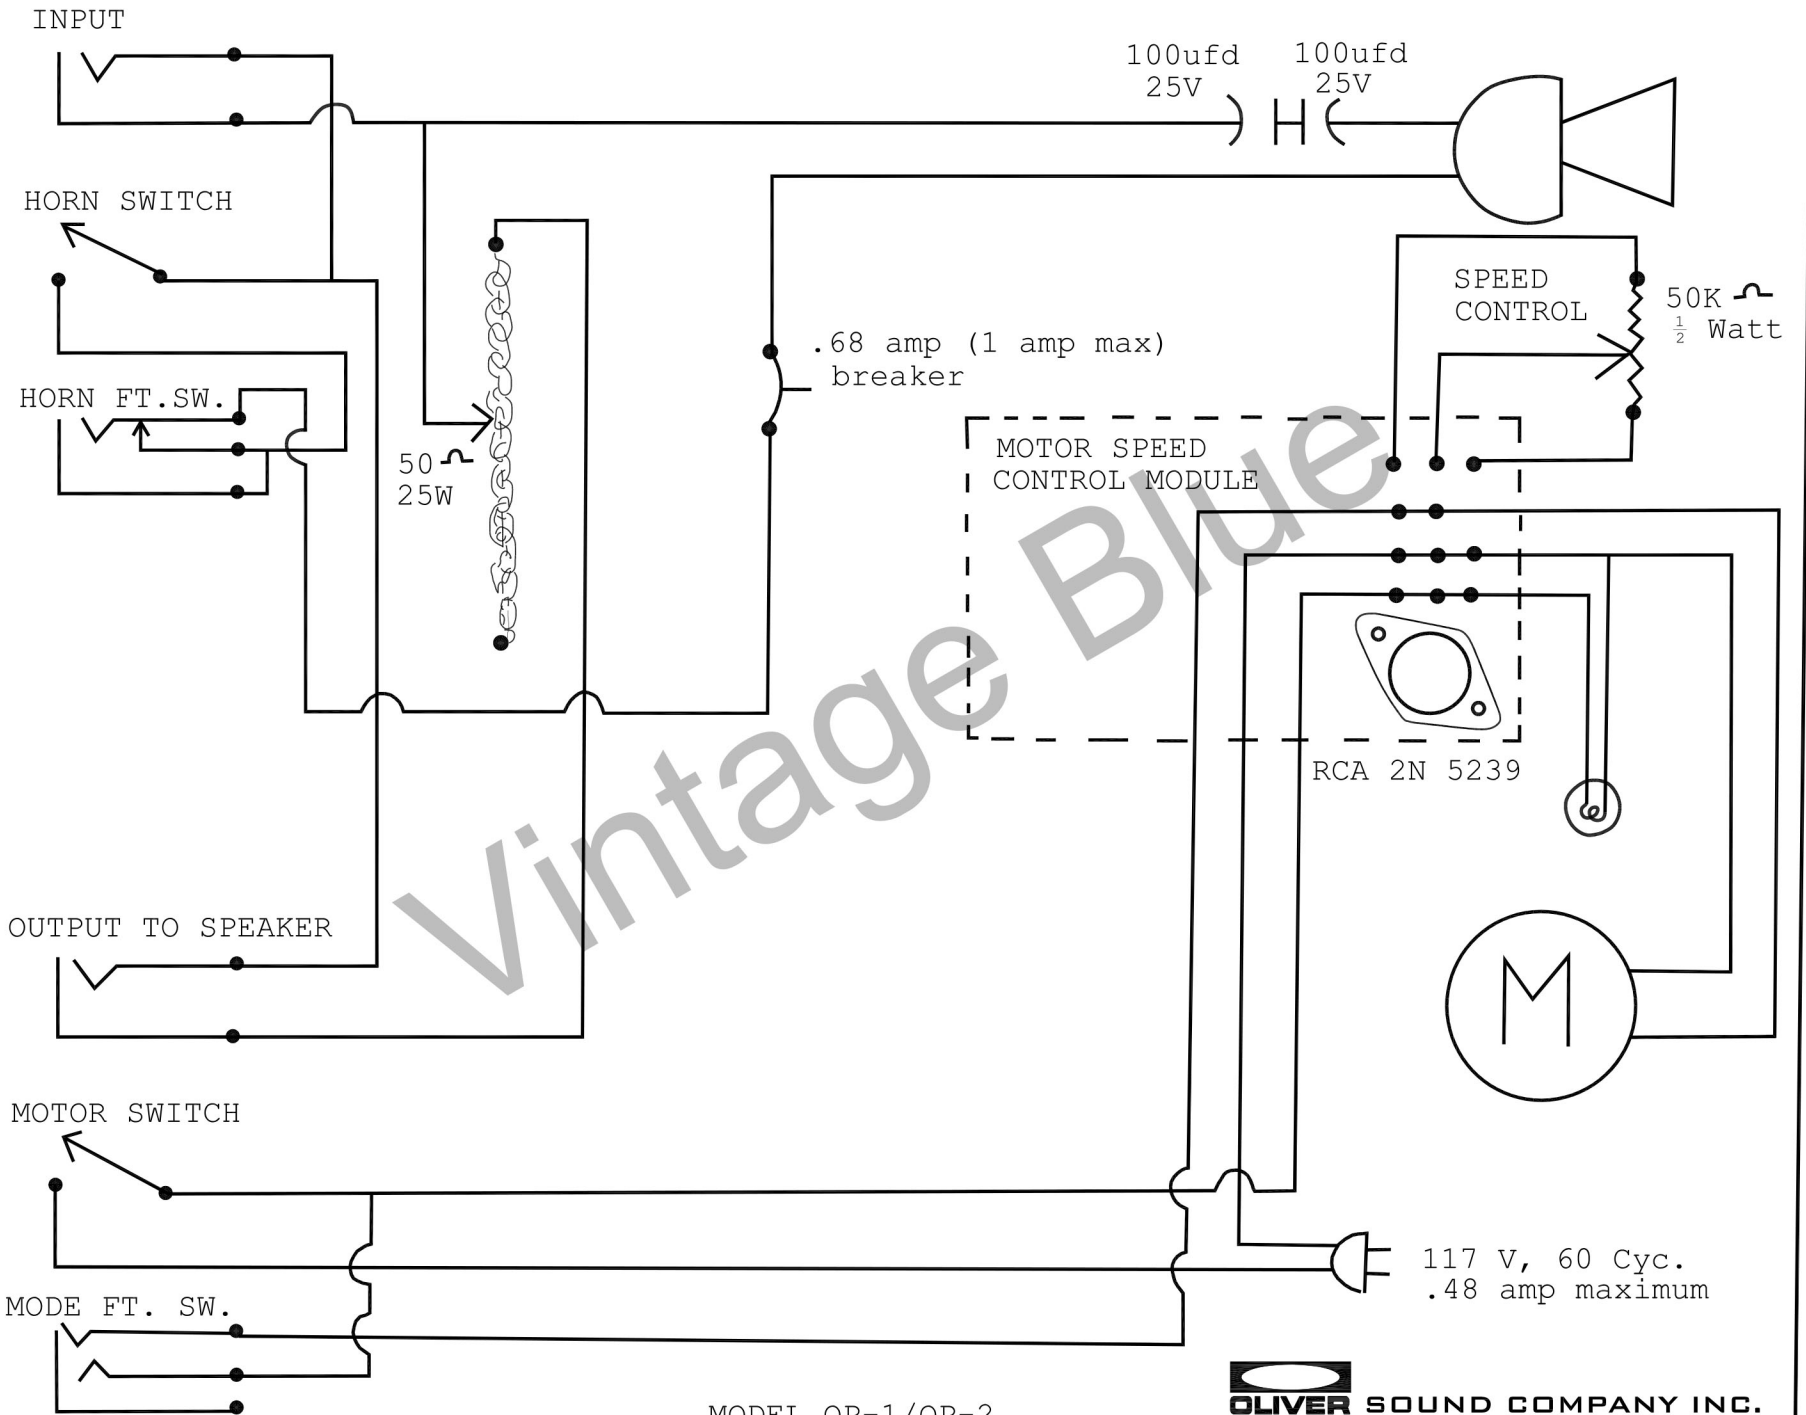 INPUT
100ufd 100ufd
25V 25V
HORN SWITCH
SPEED
CONTROL
50K
½ Watt
.68 amp (1 amp max)
breaker
HORN FT.SW.
50
25W
MOTOR SPEED
CONTROL MODULE
Vintage Blue
RCA 2N 5239
OUTPUT TO SPEAKER
M
MOTOR SWITCH
117 V, 60 Cyc.
.48 amp maximum
MODE FT. SW.
OLIVER SOUND COMPANY INC.